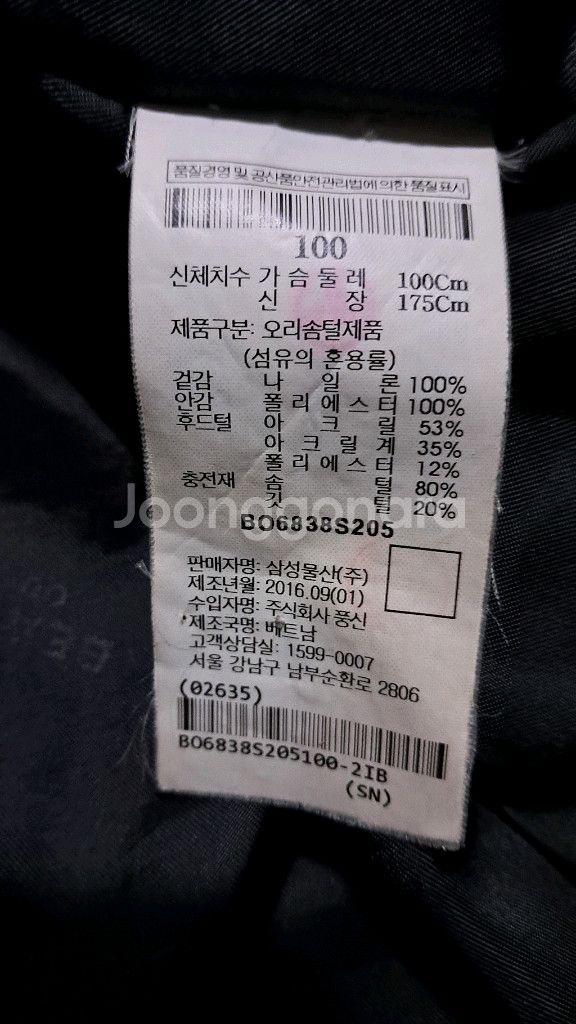 품질경영 및 공산품안전관리법에 의한 품질표시
100
신체치수 가 슴 둘 레 100Cm
신 장 175Cm
제품구분: 오리솜털제품
(섬유의 혼용률)
겉감 나 일 론 100%
안감 폴 리 에 스 터 100%
후드털 아 크 릴 53%
아 크 릴 계 35%
폴 리 에 스 터 12%
충전재 솜 털 80%
깃 털 20%
Joonggonara
BO6838S205
판매자명: 삼성물산(주)
제조년월: 2016.09(01)
수입자명: 주식회사 풍신
제조국명: 베트남
고객상담실: 1599-0007
서울 강남구 남부순환로 2806
(02635)
BO6838S205100-2IB
(SN)